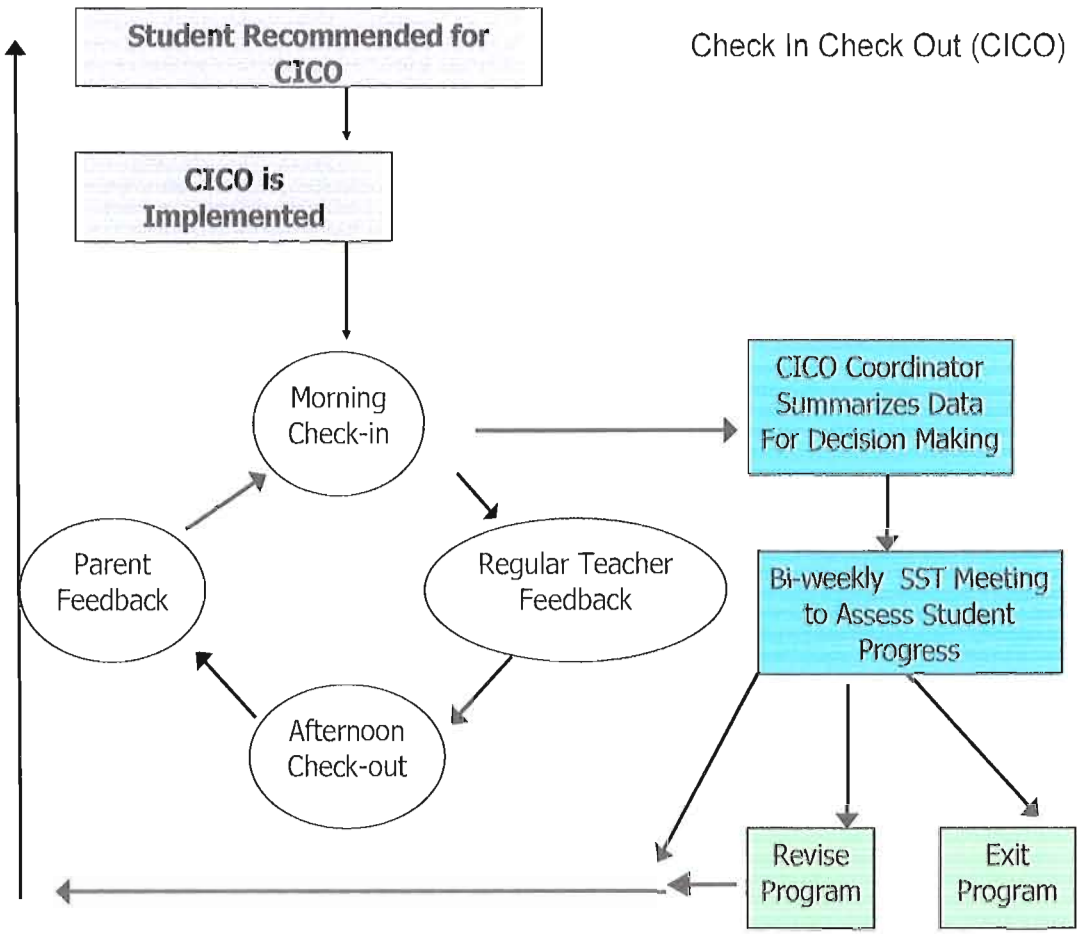 Student Recommended for
CICO
Check In Check Out (CICO)
CICO is
Implemented
Morning
Check-in
CICO Coordinator
Summarizes Data
For Decision Making
Parent
Feedback
Regular Teacher
Feedback
Bi-weekly SST Meeting
to Assess Student
Progress
Afternoon
Check-out
Revise
Program
Exit
Program